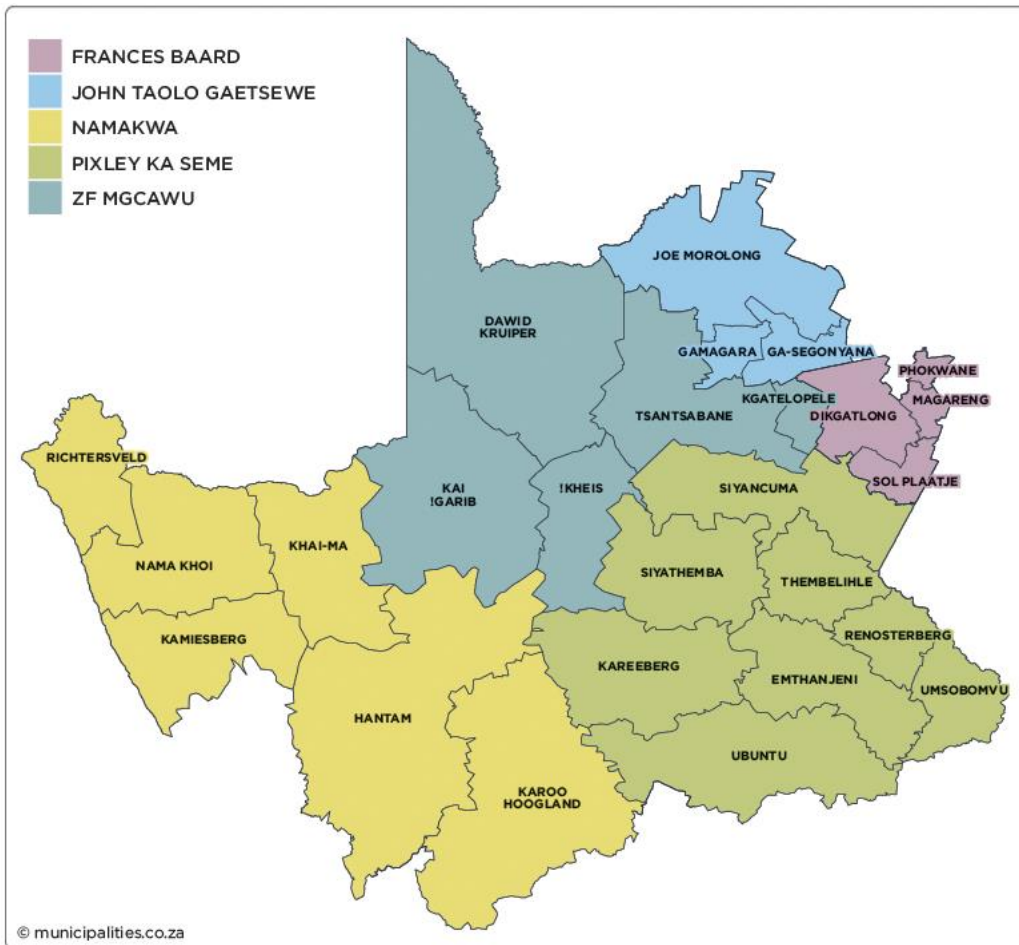 FRANCES BAARD
JOHN TAOLO GAETSEWE
NAMAKWA
PIXLEY KA SEME
ZF MGCAWU
JOE MOROLONG
DAWID
KRUIPER
GAMAGARA
GA-SEGONYANA
PHOKWANE
KGATELOPELE
MAGARENG
TSANTSABANE
DIKGATLONG
RICHTERSVELD
KAI
!GARIB
!KHEIS
SIYANCUMA
SOL PLAATJE
KHAI-MA
NAMA KHOI
SIYATHEMBA
THEMBELIHLE
KAMIESBERG
RENOSTERBERG
KAREEBERG
EMTHANJENI
UMSOBOMVU
HANTAM
UBUNTU
KAROO
HOOGLAND
© municipalities.co.za